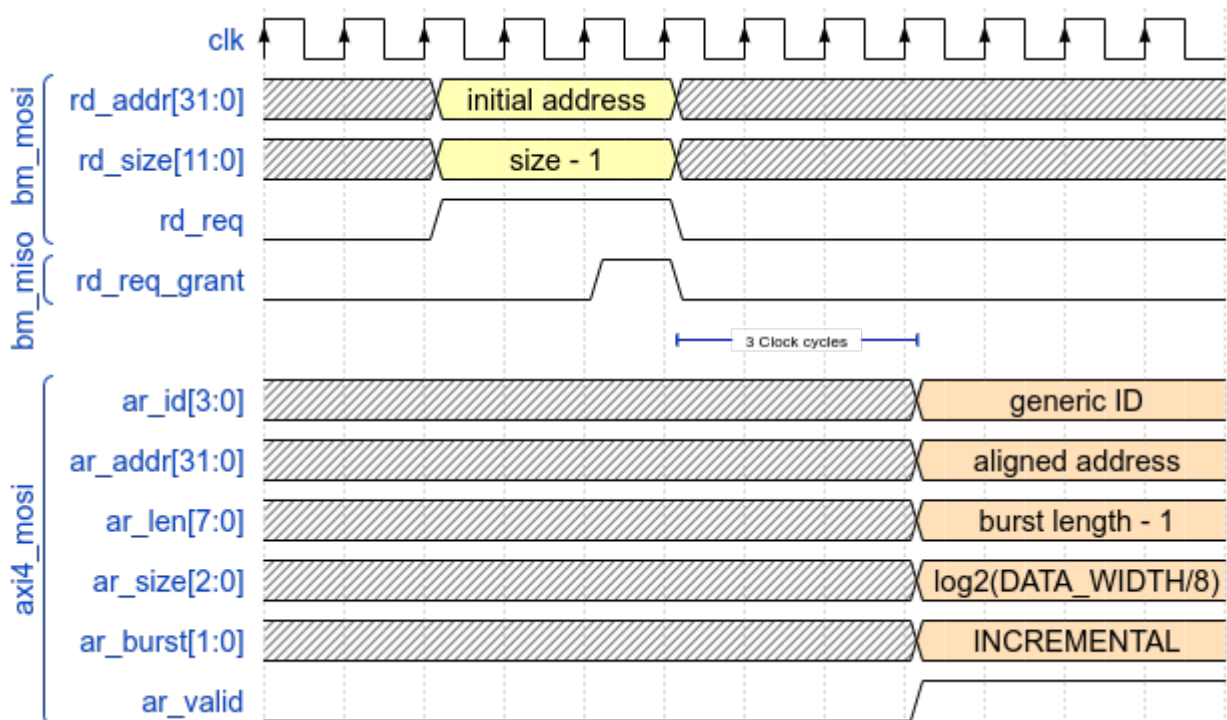 clk
bm_mosi
rd_addr[31:0] initial address
rd_size[11:0] size - 1
rd_req
bm_miso
rd_req_grant
3 Clock cycles
axi4_mosi
ar_id[3:0] generic ID
ar_addr[31:0] aligned address
ar_len[7:0] burst length - 1
ar_size[2:0] log2(DATA_WIDTH/8)
ar_burst[1:0] INCREMENTAL
ar_valid